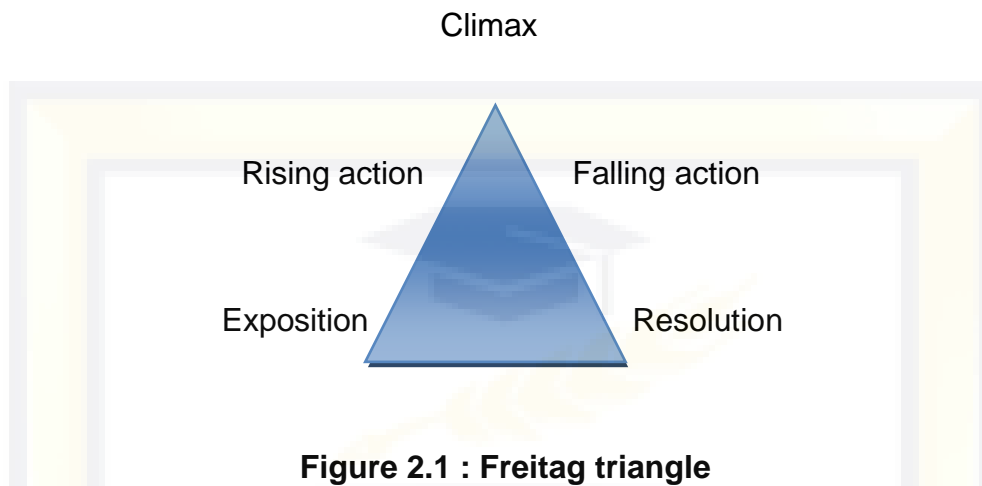 Climax
Rising action Falling action
Exposition Resolution
Figure 2.1 : Freitag triangle